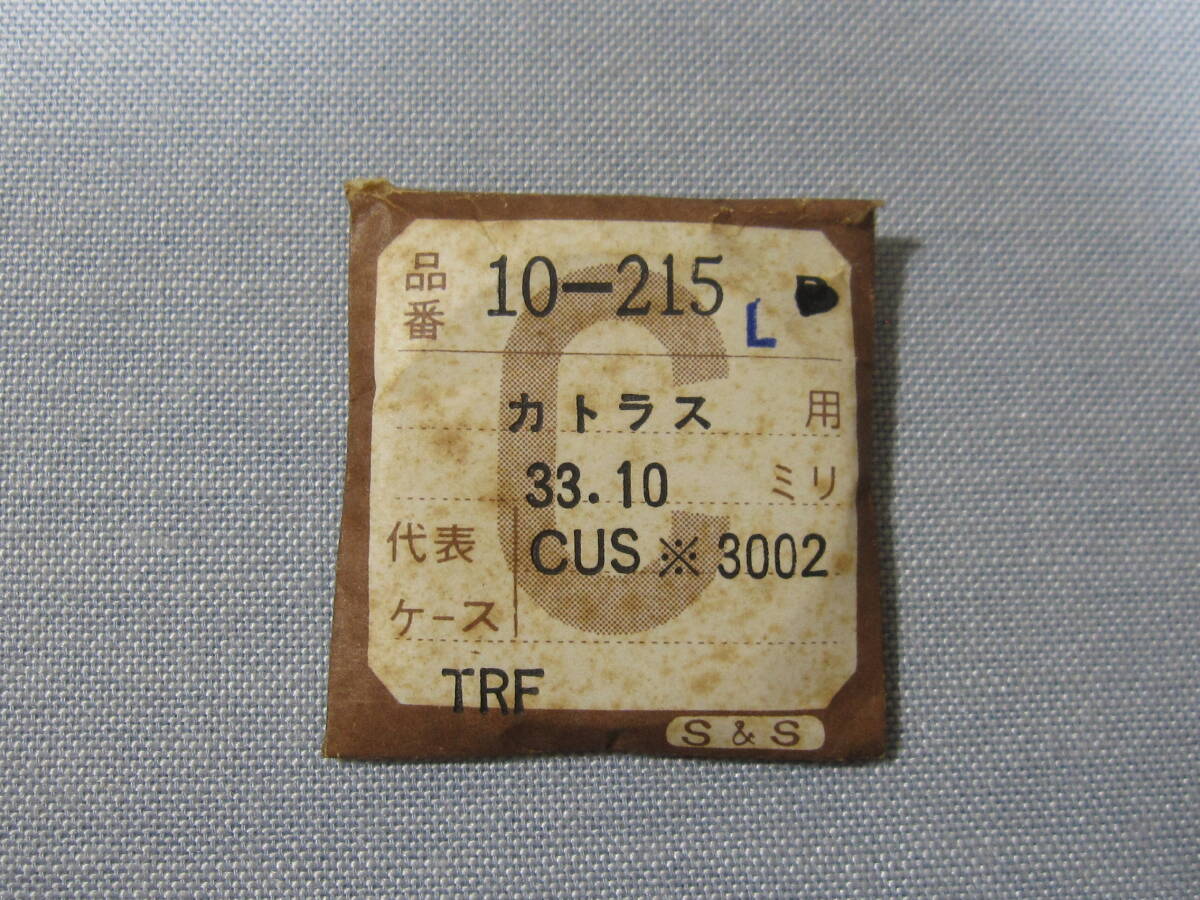 品番 10-215 L
カトラス 用
33.10 ミリ
代表ケース CUS ※ 3002
TRF
S & S